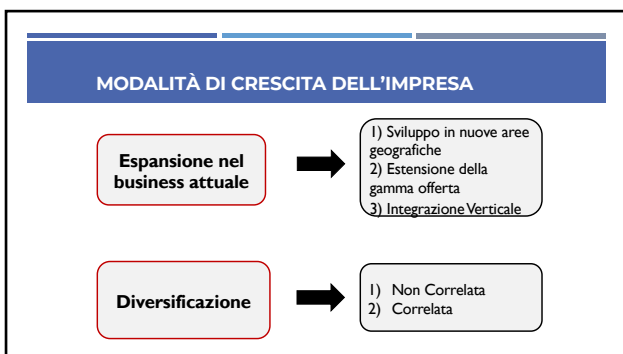 MODALITÀ DI CRESCITA DELL'IMPRESA
Espansione nel
business attuale
1) Sviluppo in nuove aree
geografiche
2) Estensione della
gamma offerta
3) Integrazione Verticale
Diversificazione
1) Non Correlata
2) Correlata